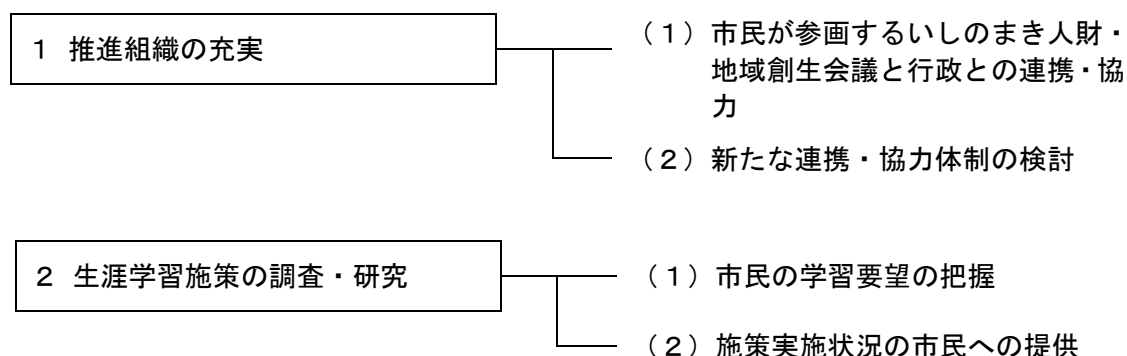 1 推進組織の充実
(1)市民が参画するいしのまき人財・
地域創生会議と行政との連携・協
力
(2)新たな連携・協力体制の検討
2 生涯学習施策の調査・研究
(1)市民の学習要望の把握
(2)施策実施状況の市民への提供